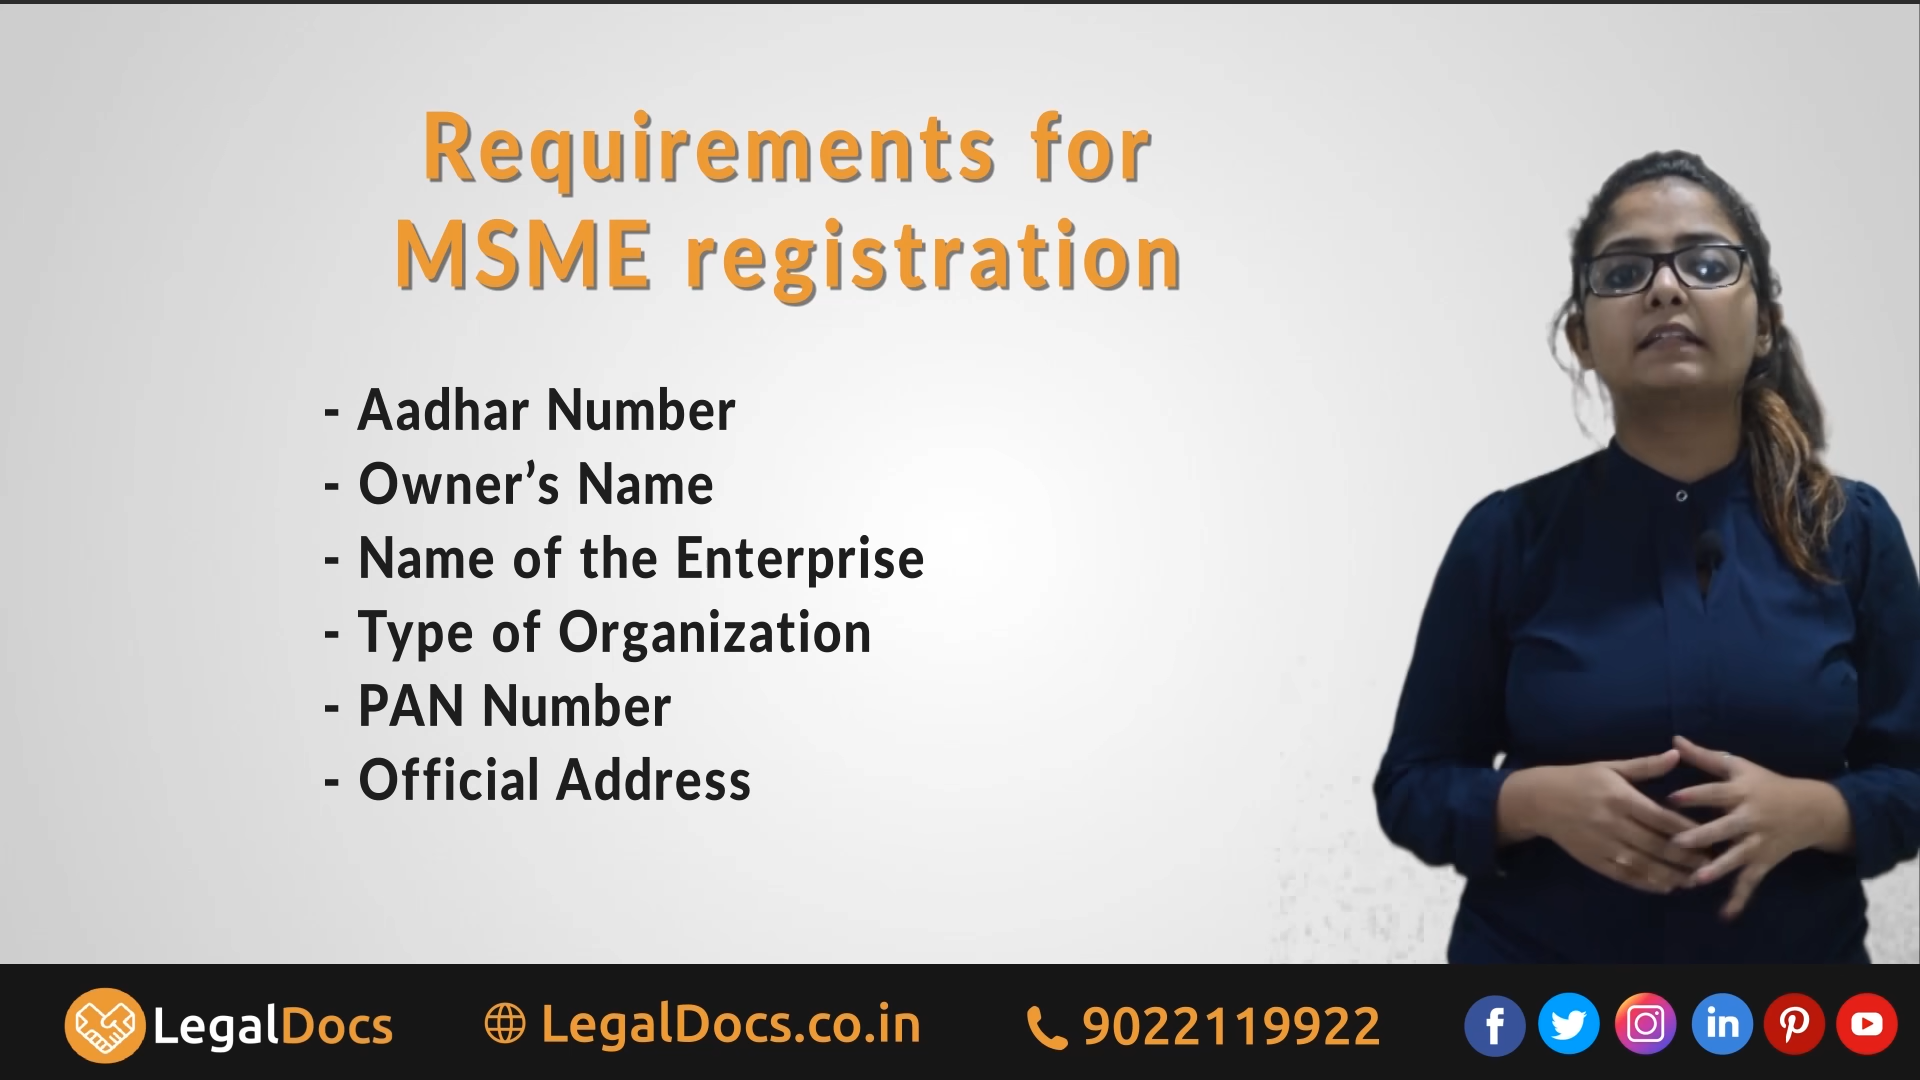 Requirements for
MSME registration
- Aadhar Number
- Owner’s Name
- Name of the Enterprise
- Type of Organization
- PAN Number
- Official Address
LegalDocs
LegalDocs.co.in
9022119922